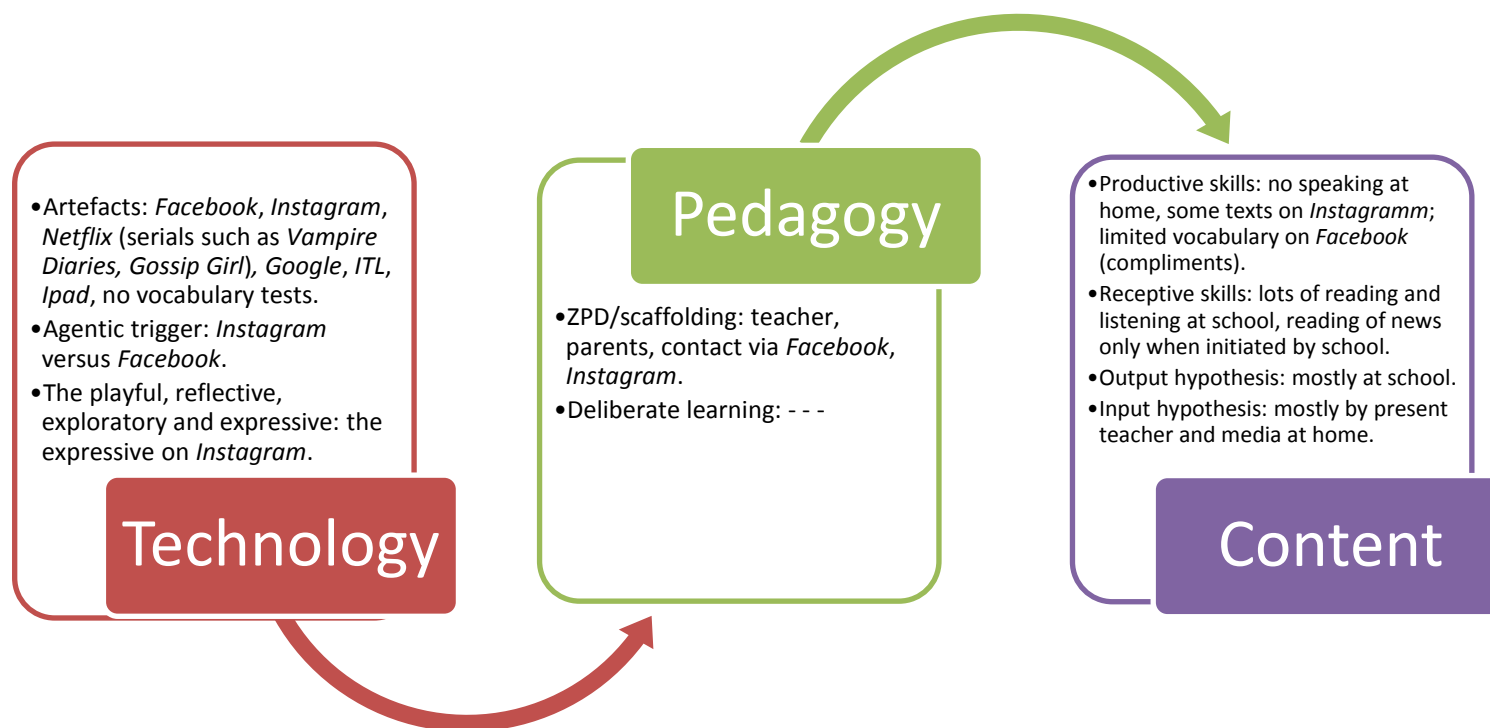 •Artefacts: Facebook, Instagram,
Netflix (serials such as Vampire
Diaries, Gossip Girl), Google, ITL,
Ipad, no vocabulary tests.
•Agentic trigger: Instagram
versus Facebook.
•The playful, reflective,
exploratory and expressive: the
expressive on Instagram.
Technology
Pedagogy
•ZPD/scaffolding: teacher,
parents, contact via Facebook,
Instagram.
•Deliberate learning: - - -
•Productive skills: no speaking at
home, some texts on Instagramm;
limited vocabulary on Facebook
(compliments).
•Receptive skills: lots of reading and
listening at school, reading of news
only when initiated by school.
•Output hypothesis: mostly at school.
•Input hypothesis: mostly by present
teacher and media at home.
Content